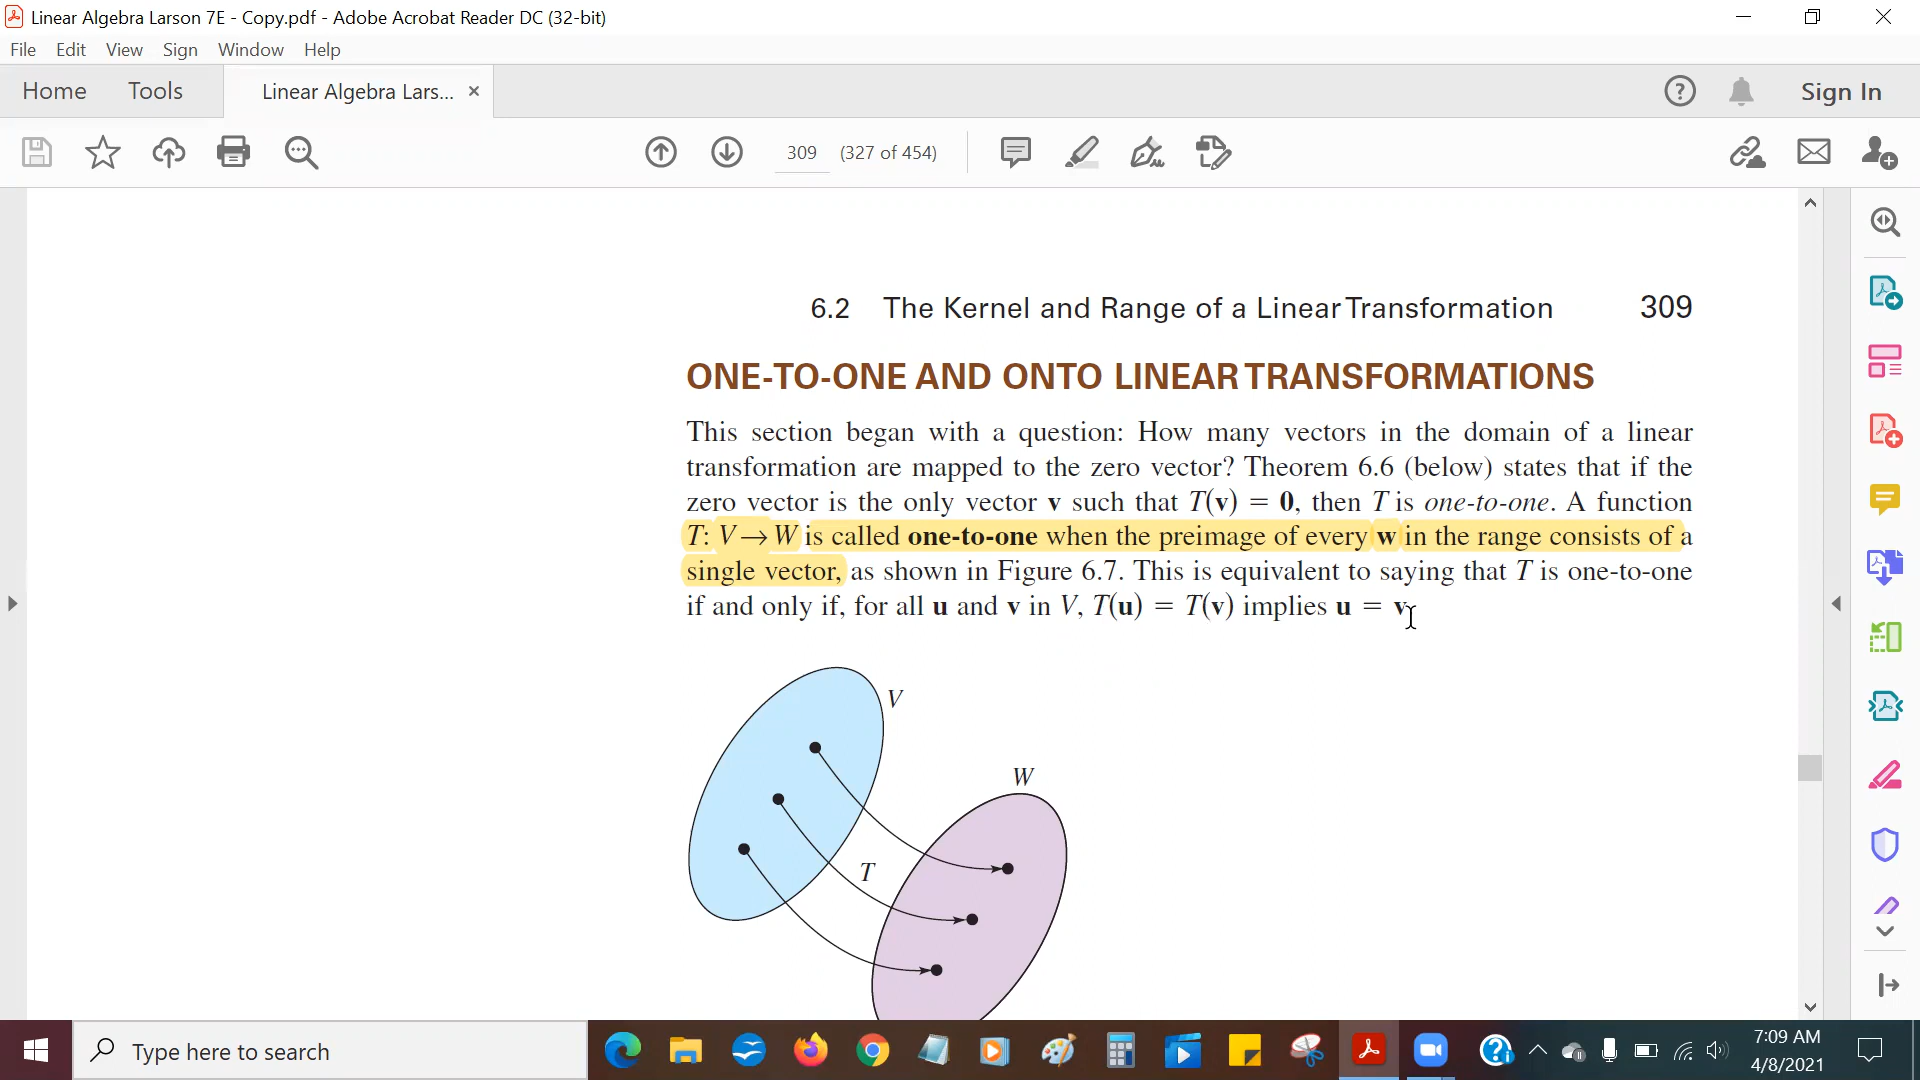 Linear Algebra Larson 7E - Copy.pdf - Adobe Acrobat Reader DC (32-bit)
File Edit View Sign Window Help
Home Tools Linear Algebra Lars... × Sign In
309 (327 of 454)
6.2 The Kernel and Range of a Linear Transformation 309
ONE-TO-ONE AND ONTO LINEAR TRANSFORMATIONS
This section began with a question: How many vectors in the domain of a linear
transformation are mapped to the zero vector? Theorem 6.6 (below) states that if the
zero vector is the only vector v such that T(v) = 0, then T is one-to-one. A function
T: V → W is called one-to-one when the preimage of every w in the range consists of a
single vector, as shown in Figure 6.7. This is equivalent to saying that T is one-to-one
if and only if, for all u and v in V, T(u) = T(v) implies u = v.
V
W
T
Type here to search
7:09 AM
4/8/2021